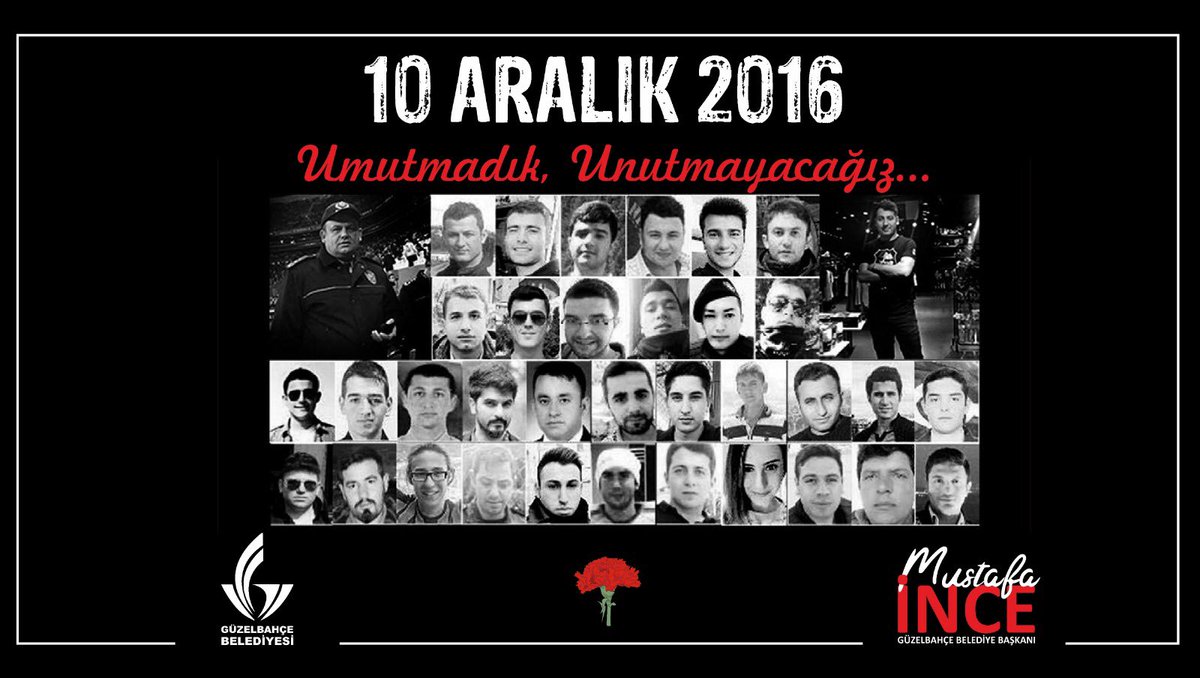 10 ARALIK 2016
Umutmadık, Unutmayacağız...
GÜZELBAHÇE
BELEDİYESİ
Mustafa
İNCE
GÜZELBAHÇE BELEDİYE BAŞKANI